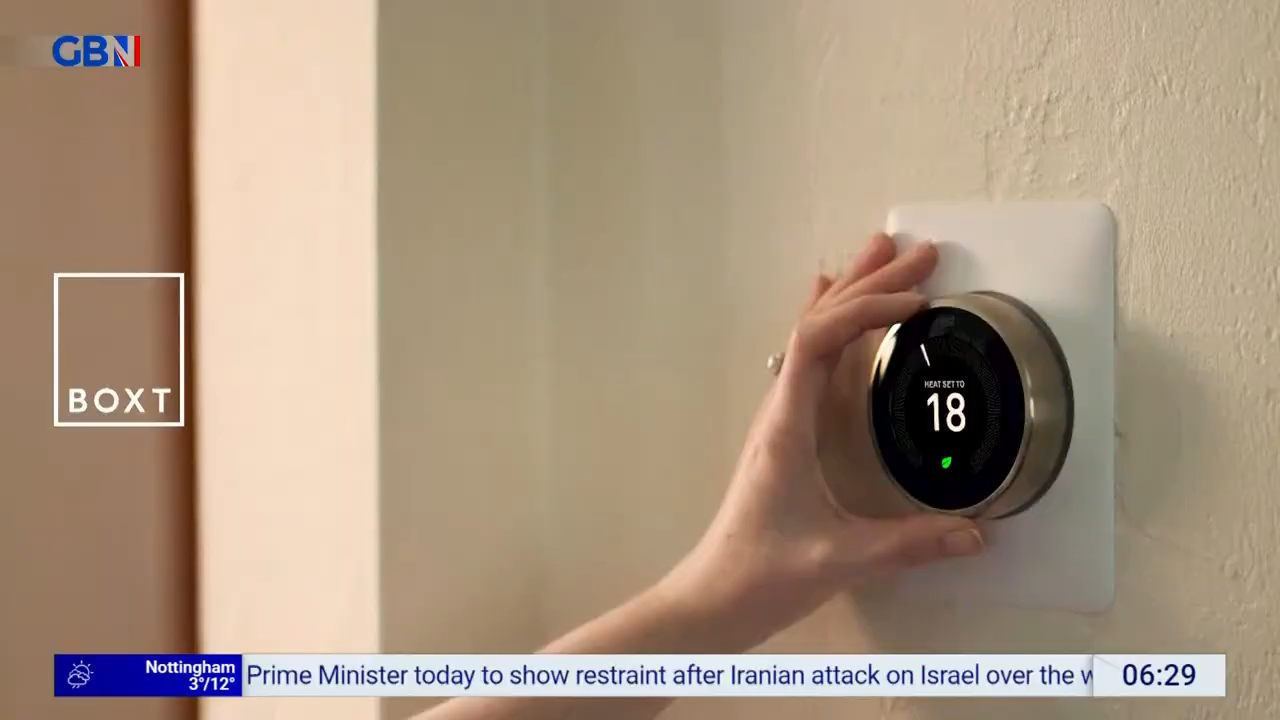 GBN
BOXT
HEAT SET TO
18
Nottingham
3°/12°
Prime Minister today to show restraint after Iranian attack on Israel over the
06:29